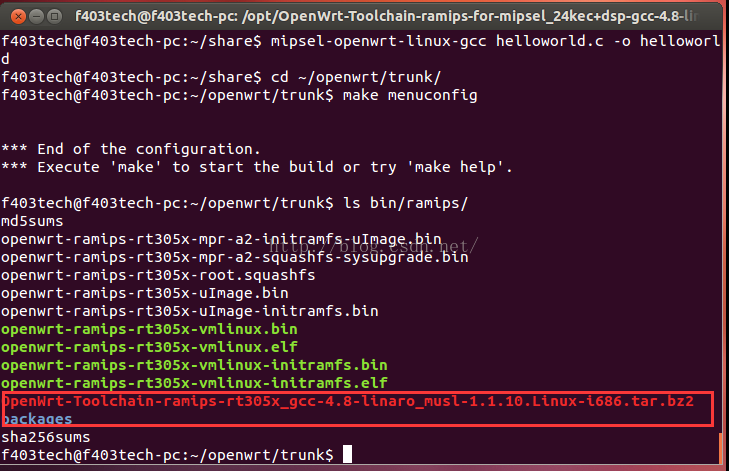 f403tech@f403tech-pc: /opt/OpenWrt-Toolchain-ramips-for-mipsel_24kec+dsp-gcc-4.8-lin
f403tech@f403tech-pc:~/share$ mipsel-openwrt-linux-gcc helloworld.c -o helloworl
d
f403tech@f403tech-pc:~/share$ cd ~/openwrt/trunk/
f403tech@f403tech-pc:~/openwrt/trunk$ make menuconfig
*** End of the configuration.
*** Execute 'make' to start the build or try 'make help'.
f403tech@f403tech-pc:~/openwrt/trunk$ ls bin/ramips/
md5sums
openwrt-ramips-rt305x-mpr-a2-initramfs-uImage.bin
http://blog.csdn.net/
openwrt-ramips-rt305x-mpr-a2-squashfs-sysupgrade.bin
openwrt-ramips-rt305x-root.squashfs
openwrt-ramips-rt305x-uImage.bin
openwrt-ramips-rt305x-uImage-initramfs.bin
openwrt-ramips-rt305x-vmlinux.bin
openwrt-ramips-rt305x-vmlinux.elf
openwrt-ramips-rt305x-vmlinux-initramfs.bin
openwrt-ramips-rt305x-vmlinux-initramfs.elf
OpenWrt-Toolchain-ramips-rt305x_gcc-4.8-linaro_musl-1.1.10.Linux-i686.tar.bz2
packages
sha256sums
f403tech@f403tech-pc:~/openwrt/trunk$